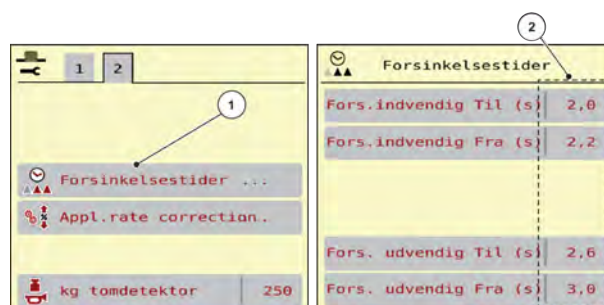 1 2
1
Forsinkelsestider ...
Appl.rate correction.
kg tomdetektor 250
2
Forsinkelsestider
Fors.indvendig Til (s) 2,0
Fors.indvendig Fra (s) 2,2
Fors. udvendig Til (s) 2,6
Fors. udvendig Fra (s) 3,0